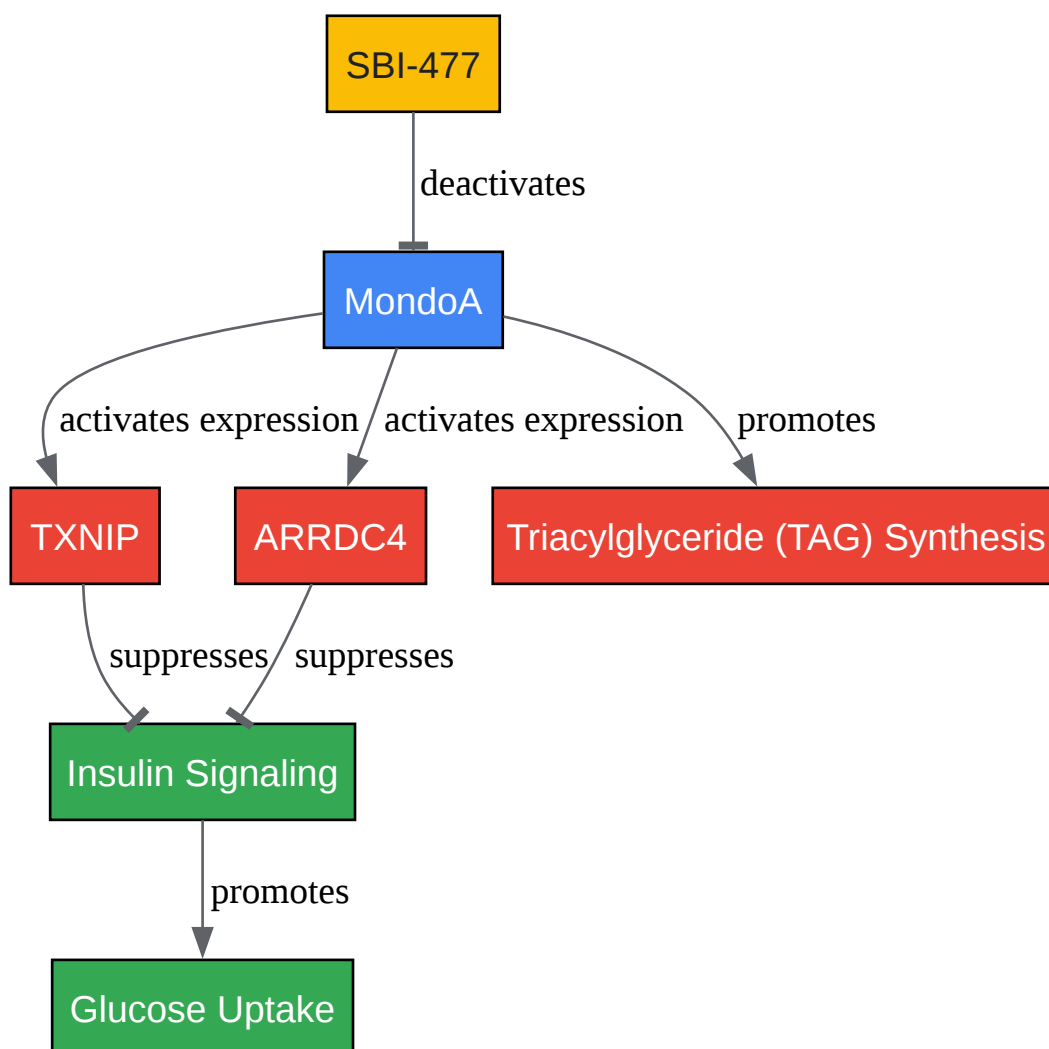 SBI-477
deactivates
MondoA
activates expression
activates expression
promotes
TXNIP
ARRDC4
Triacylglyceride (TAG) Synthesis
suppresses
suppresses
Insulin Signaling
promotes
Glucose Uptake